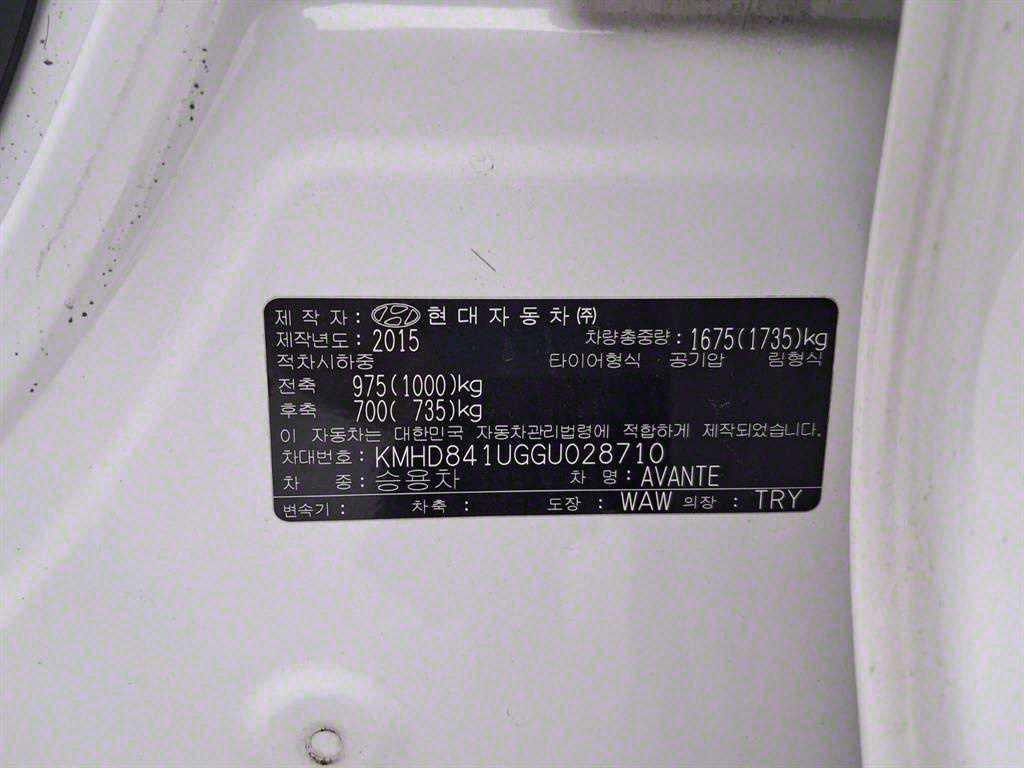 제 작 자 : 현대자동차㈜
제작년도 : 2015 차량총중량 : 1675(1735)kg
적차시하중 타이어형식 공기압 림형식
전축 975(1000)kg
후축 700( 735)kg
이 자동차는 대한민국 자동차관리법령에 적합하게 제작되었습니다.
차대번호 : KMHD841UGGU028710
차 종 : 승용차 차 명 : AVANTE
변속기 : 차축 : 도장 : WAW 의장 : TRY